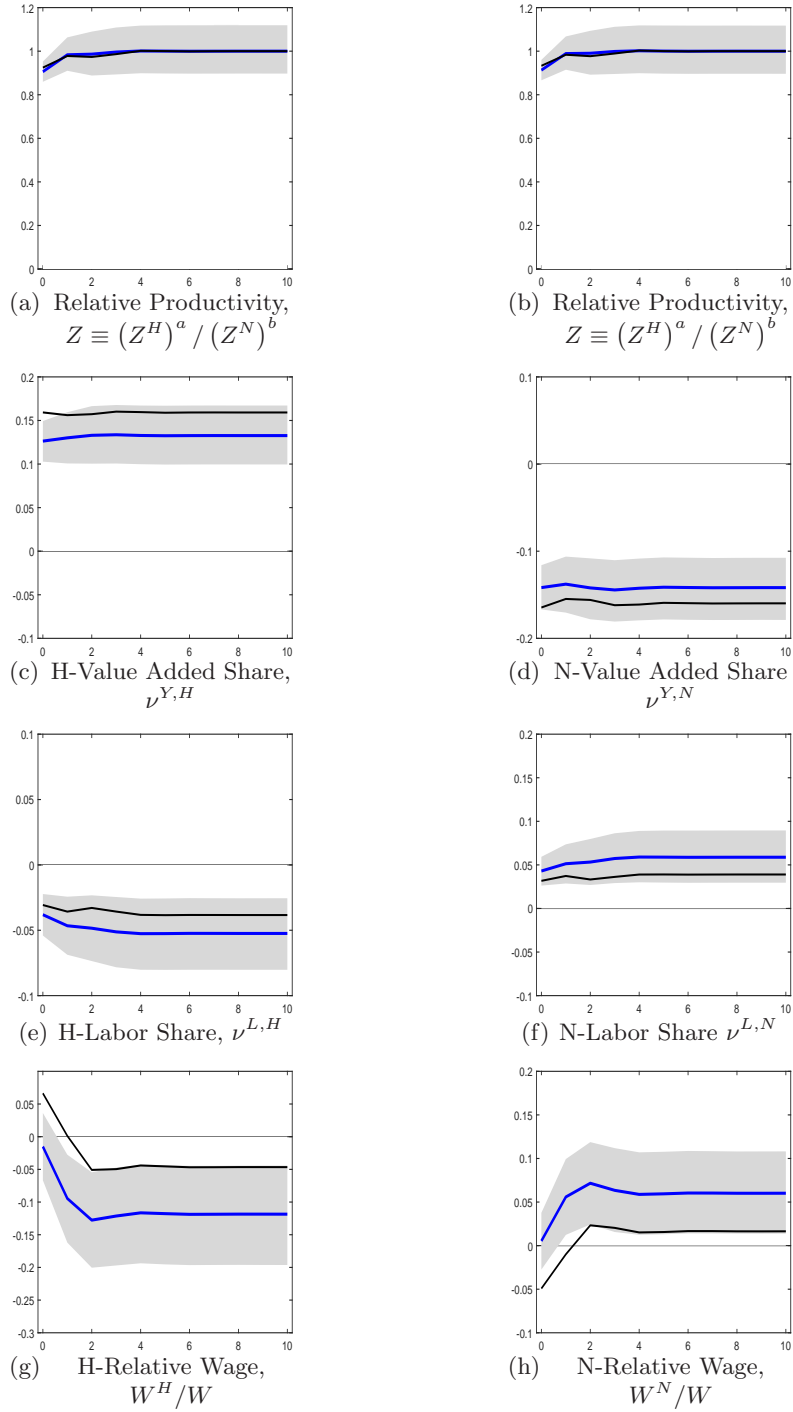 1.2
1
0.8
0.6
0.4
0.2
0
0 2 4 6 8 10
(a) Relative Productivity,
Z ≡ (Z^H)^a / (Z^N)^b
1.2
1
0.8
0.6
0.4
0.2
0
0 2 4 6 8 10
(b) Relative Productivity,
Z ≡ (Z^H)^a / (Z^N)^b
0.2
0.15
0.1
0.05
0
-0.05
-0.1
0 2 4 6 8 10
(c) H-Value Added Share,
ν^{Y,H}
0.1
0
-0.1
-0.2
0 2 4 6 8 10
(d) N-Value Added Share
ν^{Y,N}
0.1
0.05
0
-0.05
-0.1
0 2 4 6 8 10
(e) H-Labor Share, ν^{L,H}
0.2
0.15
0.1
0.05
0
-0.05
-0.1
0 2 4 6 8 10
(f) N-Labor Share ν^{L,N}
0.05
0
-0.05
-0.1
-0.15
-0.2
-0.25
-0.3
0 2 4 6 8 10
(g) H-Relative Wage,
W^H/W
0.2
0.15
0.1
0.05
0
-0.05
-0.1
0 2 4 6 8 10
(h) N-Relative Wage,
W^N/W